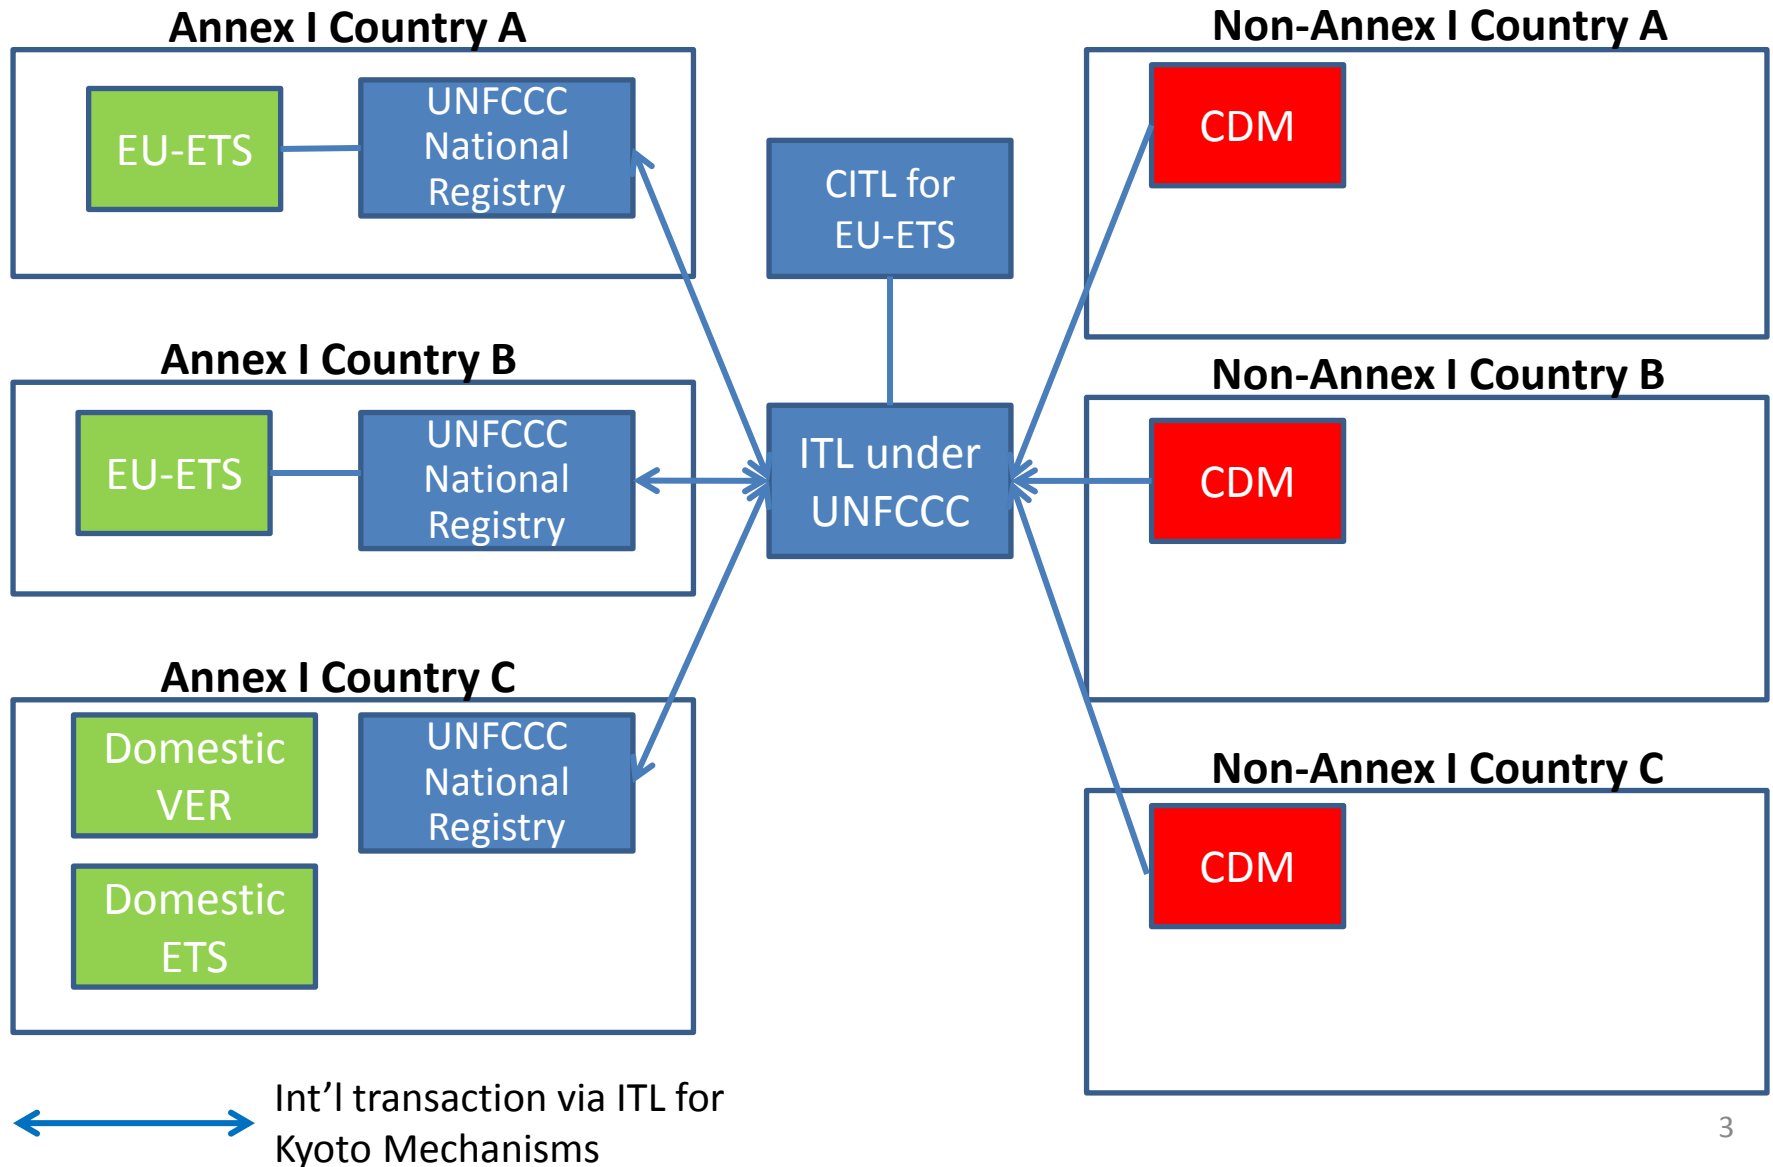 Annex I Country A
EU-ETS
UNFCCC
National
Registry
Annex I Country B
EU-ETS
UNFCCC
National
Registry
Annex I Country C
Domestic
VER
Domestic
ETS
UNFCCC
National
Registry
CITL for
EU-ETS
ITL under
UNFCCC
Non-Annex I Country A
CDM
Non-Annex I Country B
CDM
Non-Annex I Country C
CDM
Int’l transaction via ITL for
Kyoto Mechanisms
3